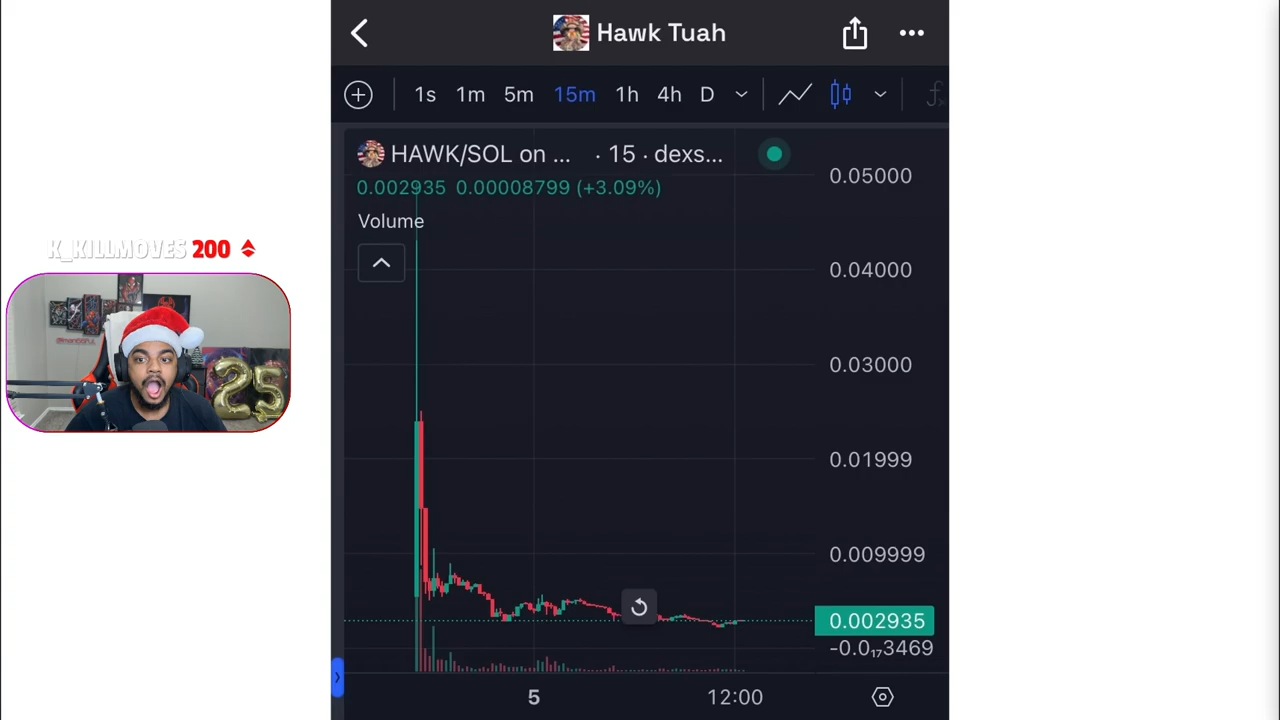 Hawk Tuah
1s 1m 5m 15m 1h 4h D
HAWK/SOL on ... · 15 · dexs...
0.002935 0.00008799 (+3.09%)
Volume
0.05000
0.04000
0.03000
0.01999
0.009999
0.002935
-0.0₁₇3469
5 12:00
K_KILLMOVES 200
25